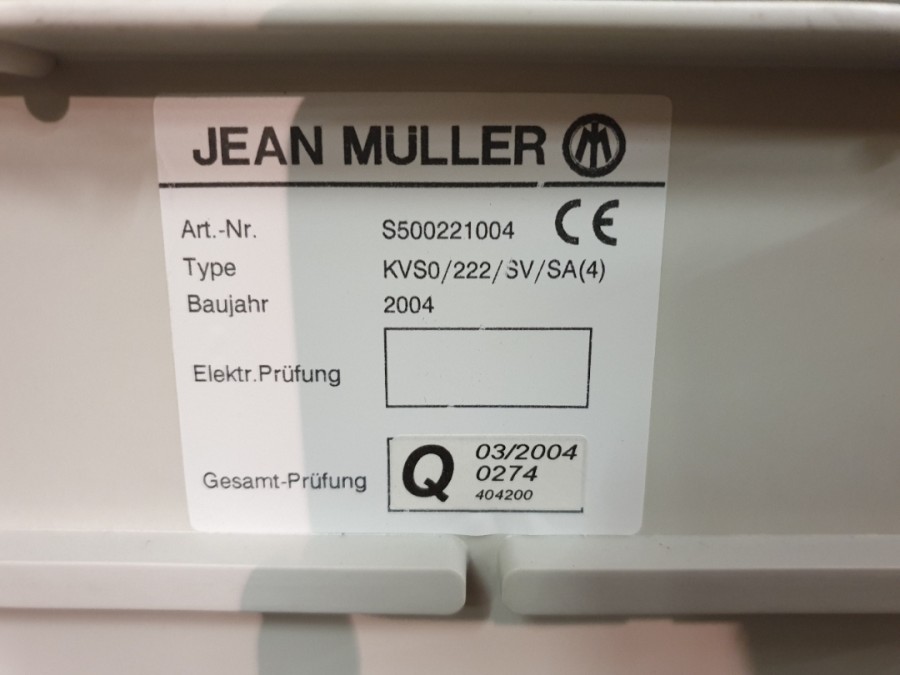 JEAN MÜLLER
Art.-Nr. S500221004 CE
Type KVS0/222/SV/SA(4)
Baujahr 2004
Elektr.Prüfung
Gesamt-Prüfung Q 03/2004
0274
404200